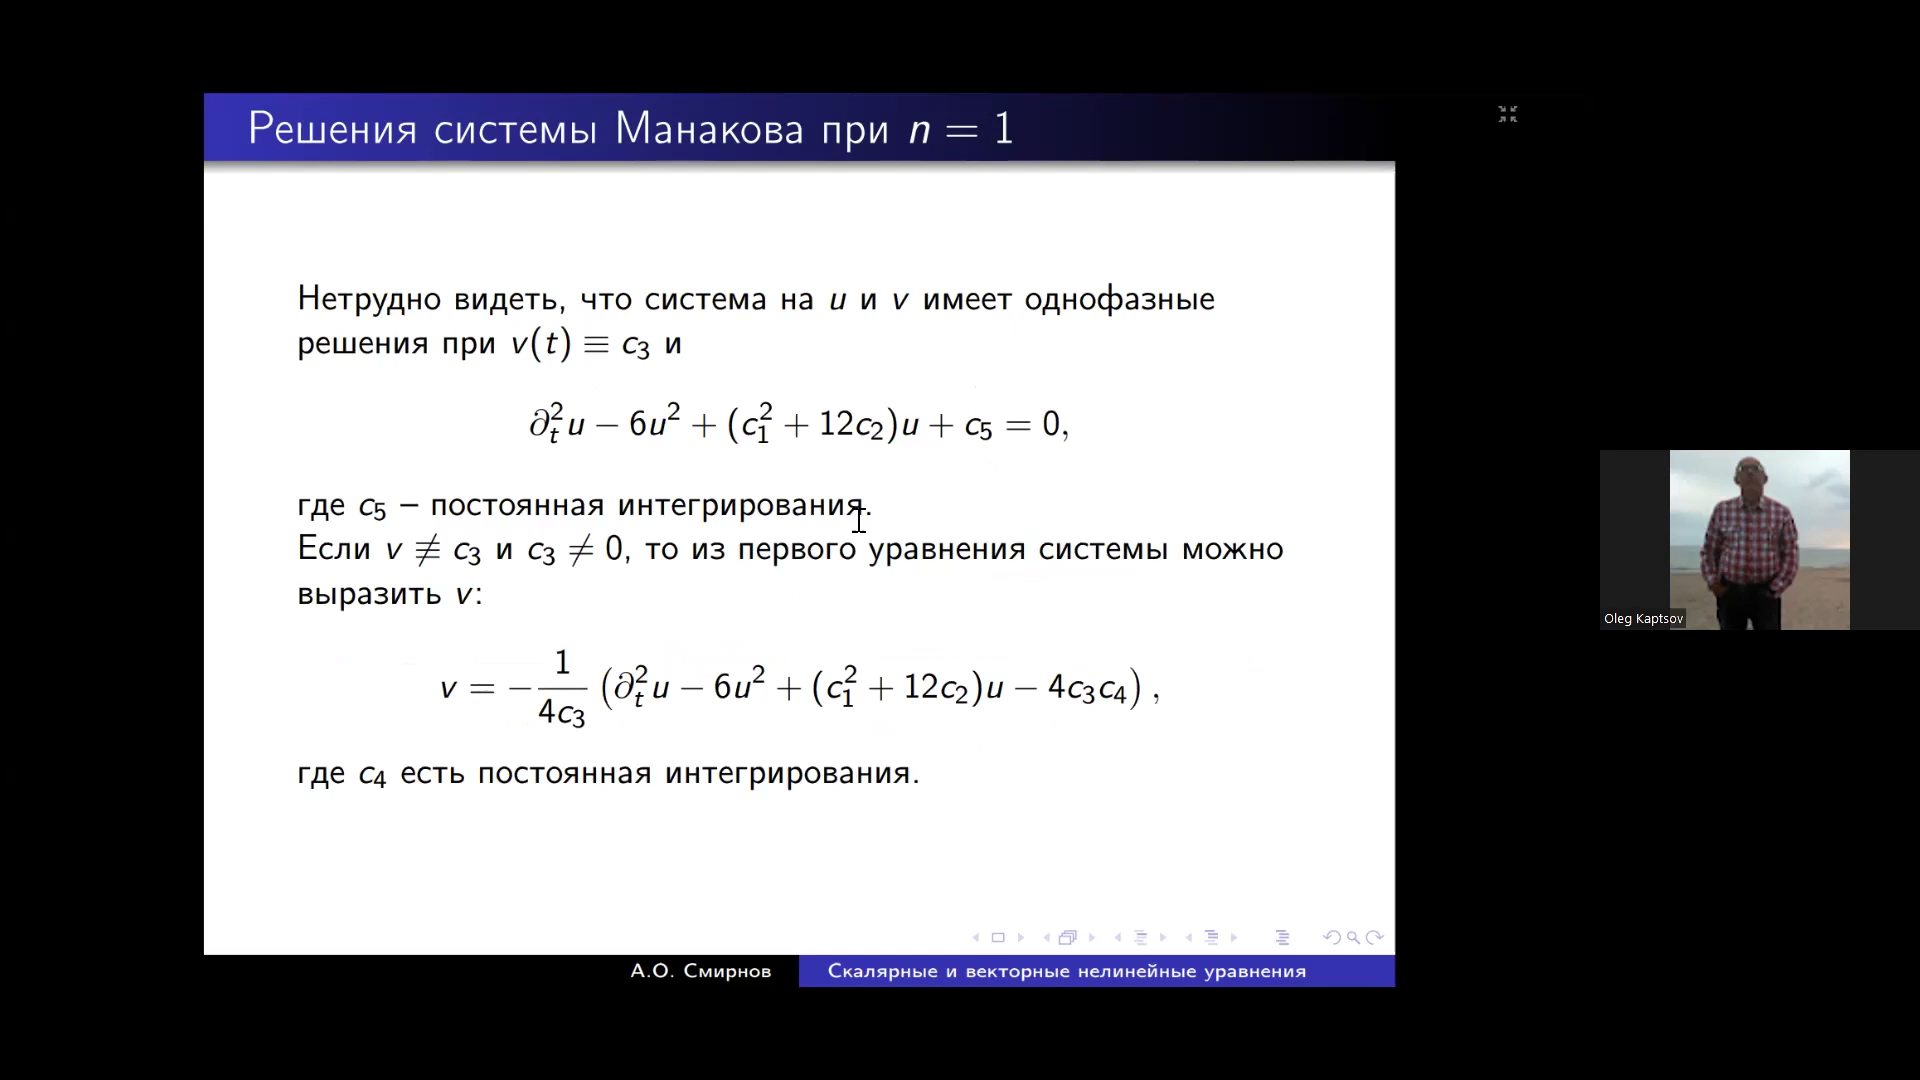 Решения системы Манакова при n = 1
Нетрудно видеть, что система на u и v имеет однофазные
решения при v(t) ≡ c₃ и
∂ₜ²u − 6u² + (c₁² + 12c₂)u + c₅ = 0,
где c₅ – постоянная интегрирования.
Если v ≢ c₃ и c₃ ≠ 0, то из первого уравнения системы можно
выразить v:
v = −1/(4c₃) (∂ₜ²u − 6u² + (c₁² + 12c₂)u − 4c₃c₄),
где c₄ есть постоянная интегрирования.
А.О. Смирнов
Скалярные и векторные нелинейные уравнения
Oleg Kaptsov